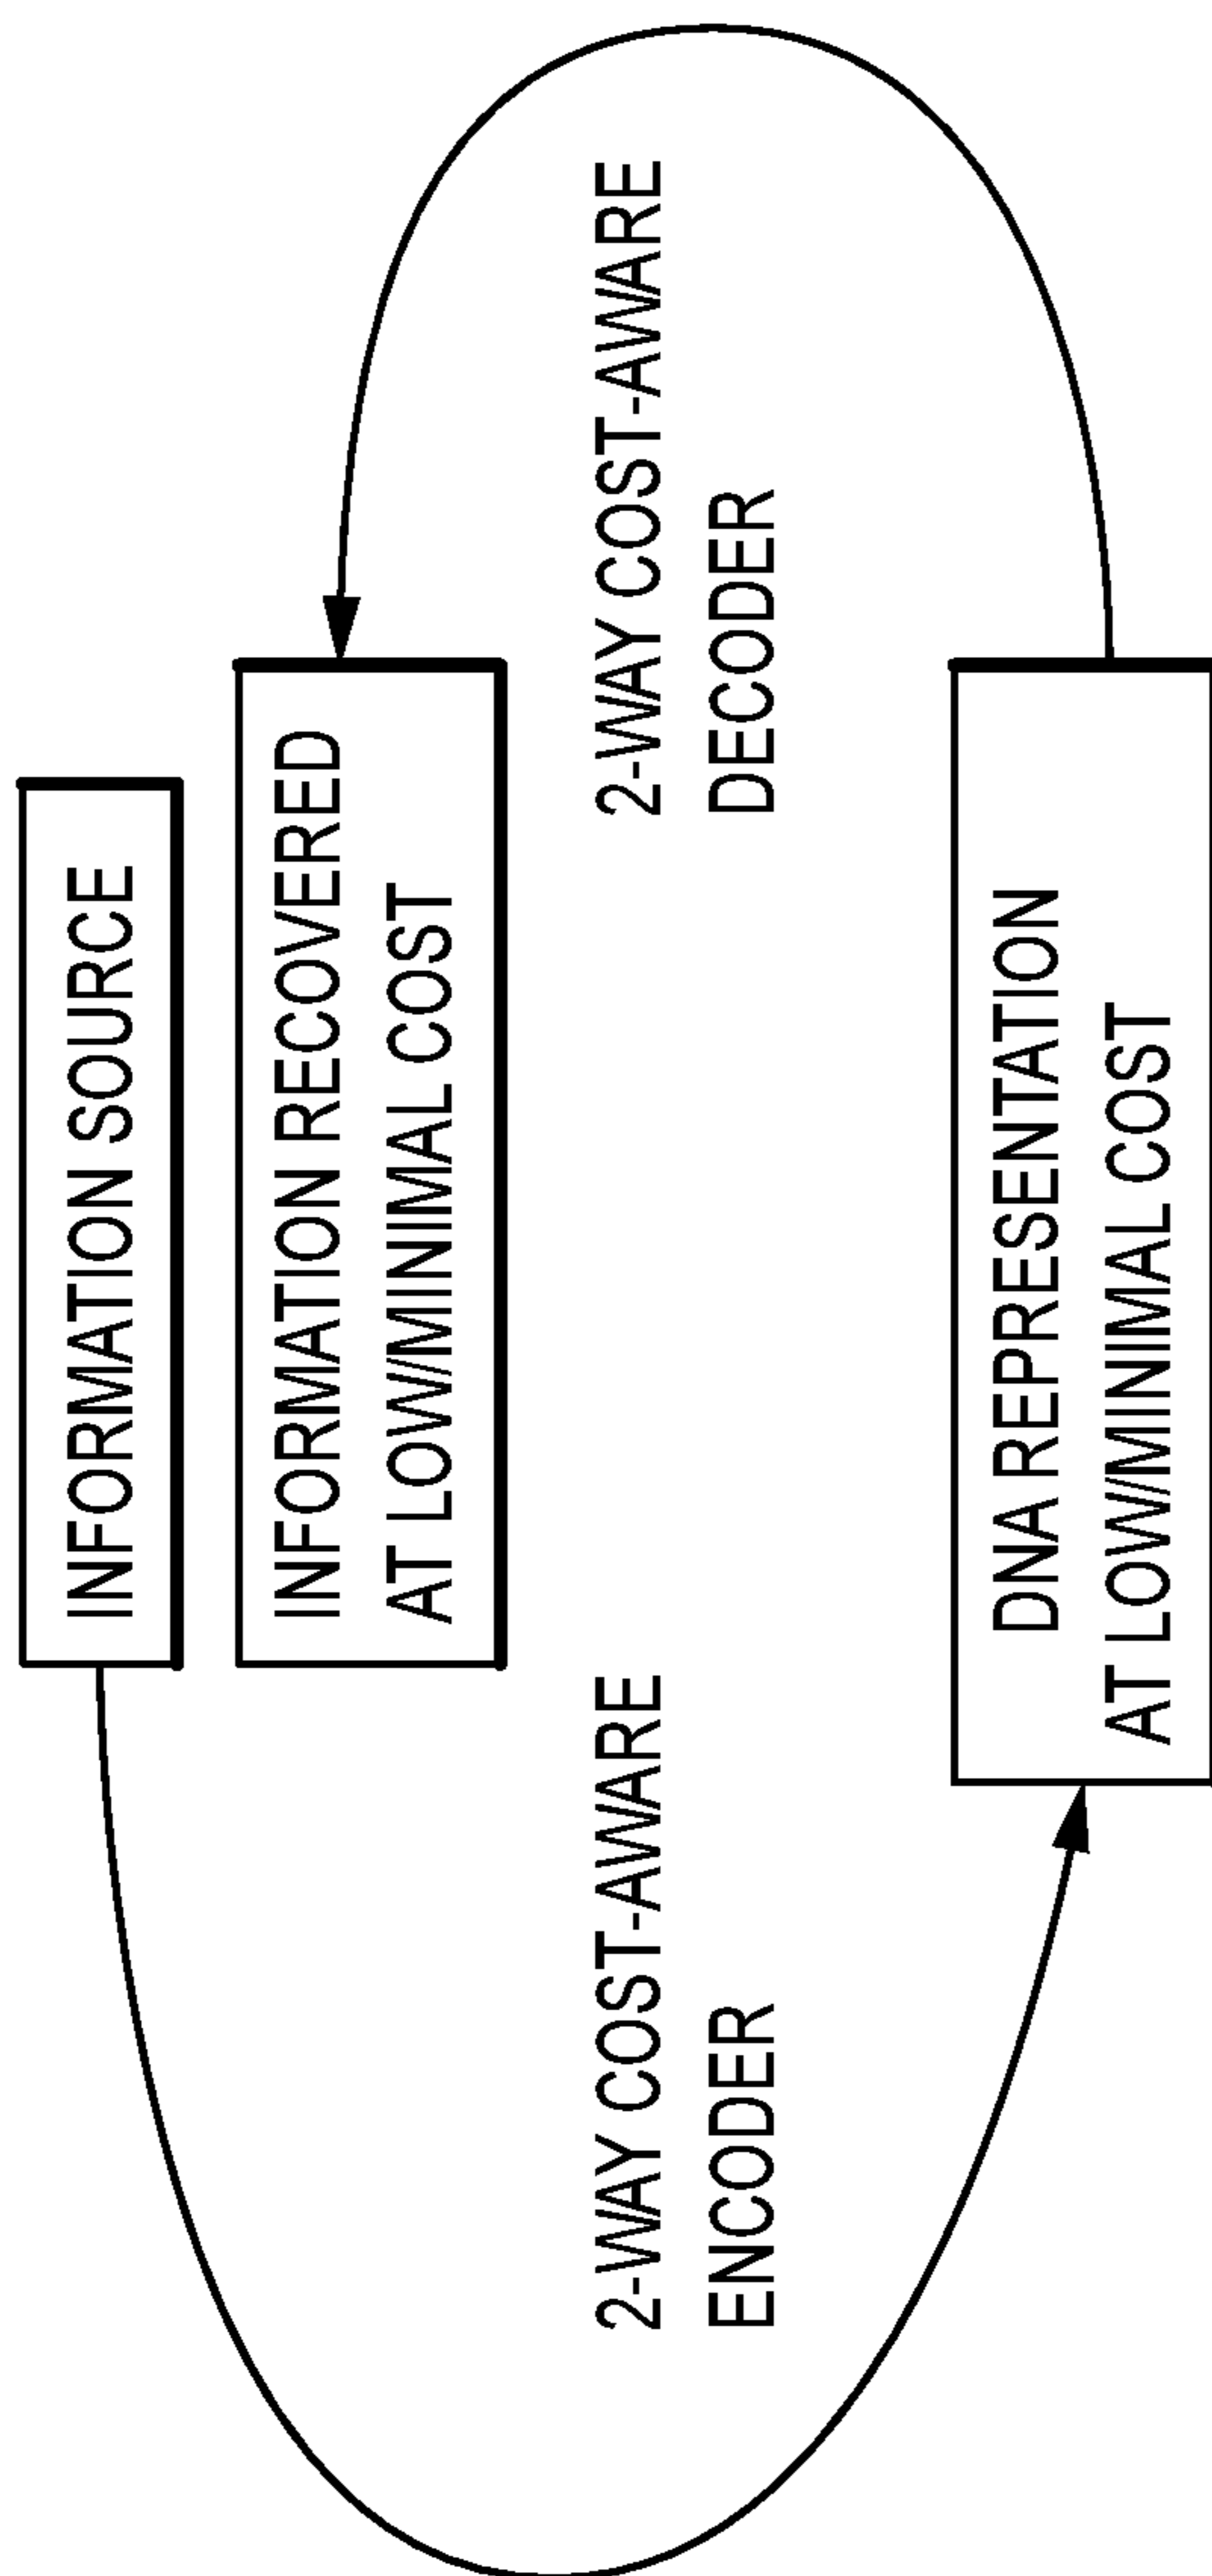 INFORMATION SOURCE
INFORMATION RECOVERED
AT LOW/MINIMAL COST
2-WAY COST-AWARE
ENCODER
2-WAY COST-AWARE
DECODER
DNA REPRESENTATION
AT LOW/MINIMAL COST